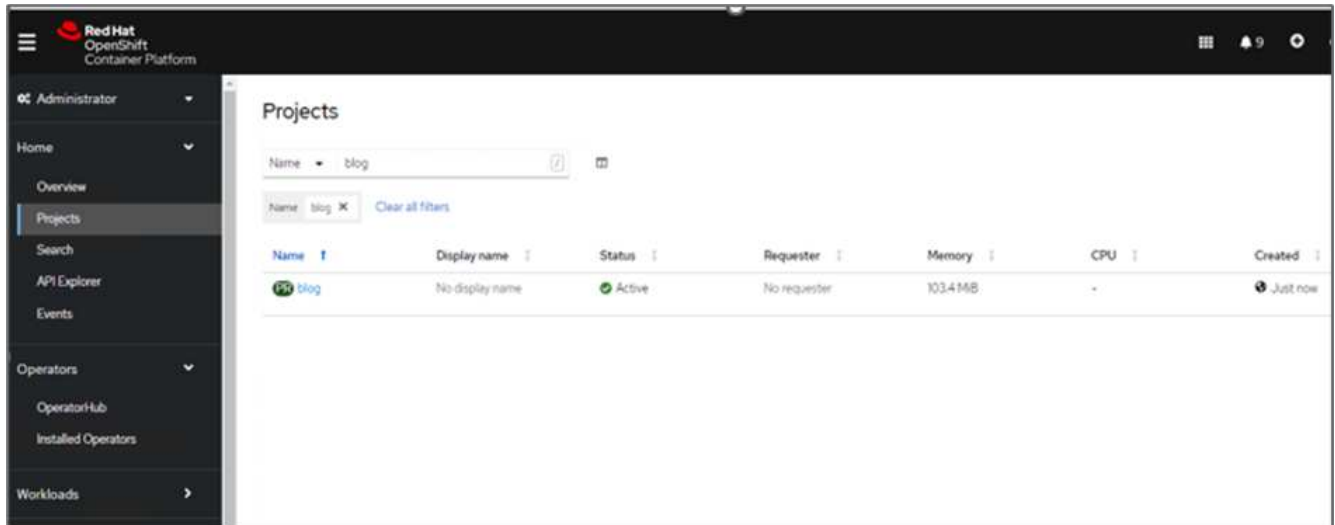 Red Hat
OpenShift
Container Platform
9
Administrator
Home
Overview
Projects
Search
API Explorer
Events
Operators
OperatorHub
Installed Operators
Workloads
Projects
Name blog /
Name blog × Clear all filters
Name Display name Status Requester Memory CPU Created
PR blog No display name Active No requester 103.4 MiB - Just now